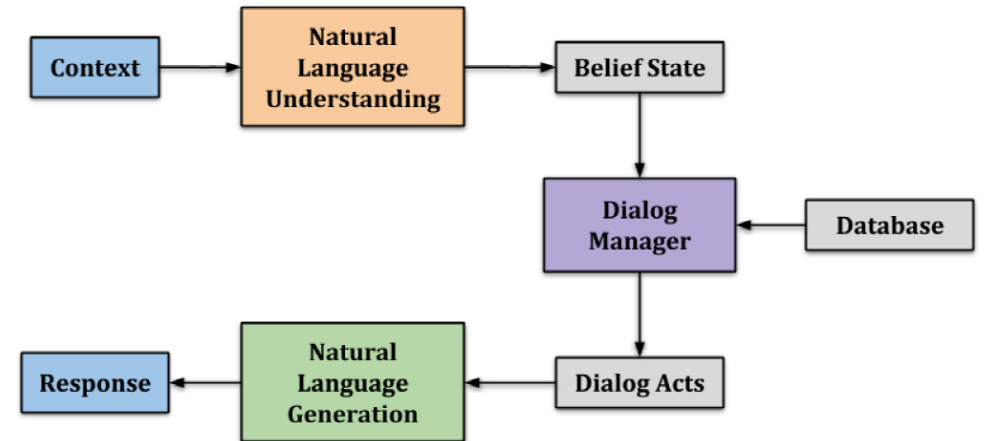 Context
Natural
Language
Understanding
Belief State
Dialog
Manager
Database
Response
Natural
Language
Generation
Dialog Acts